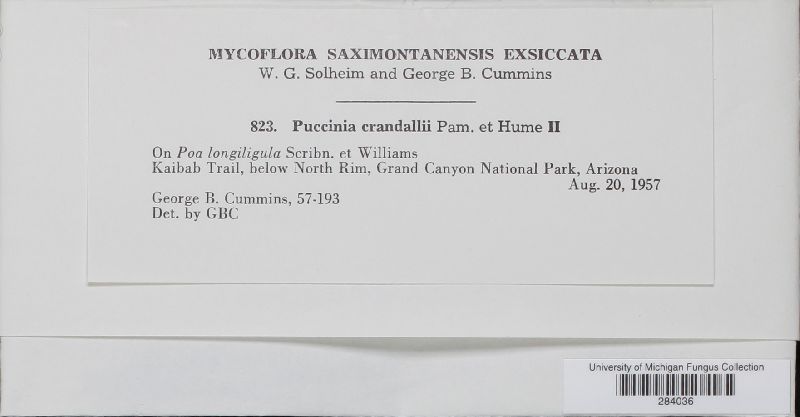 MYCOFLORA SAXIMONTANENSIS EXSICCATA
W. G. Solheim and George B. Cummins
823. Puccinia crandallii Pam. et Hume II
On Poa longiligula Scribn. et Williams
Kaibab Trail, below North Rim, Grand Canyon National Park, Arizona
Aug. 20, 1957
George B. Cummins, 57-193
Det. by GBC
University of Michigan Fungus Collection
284036